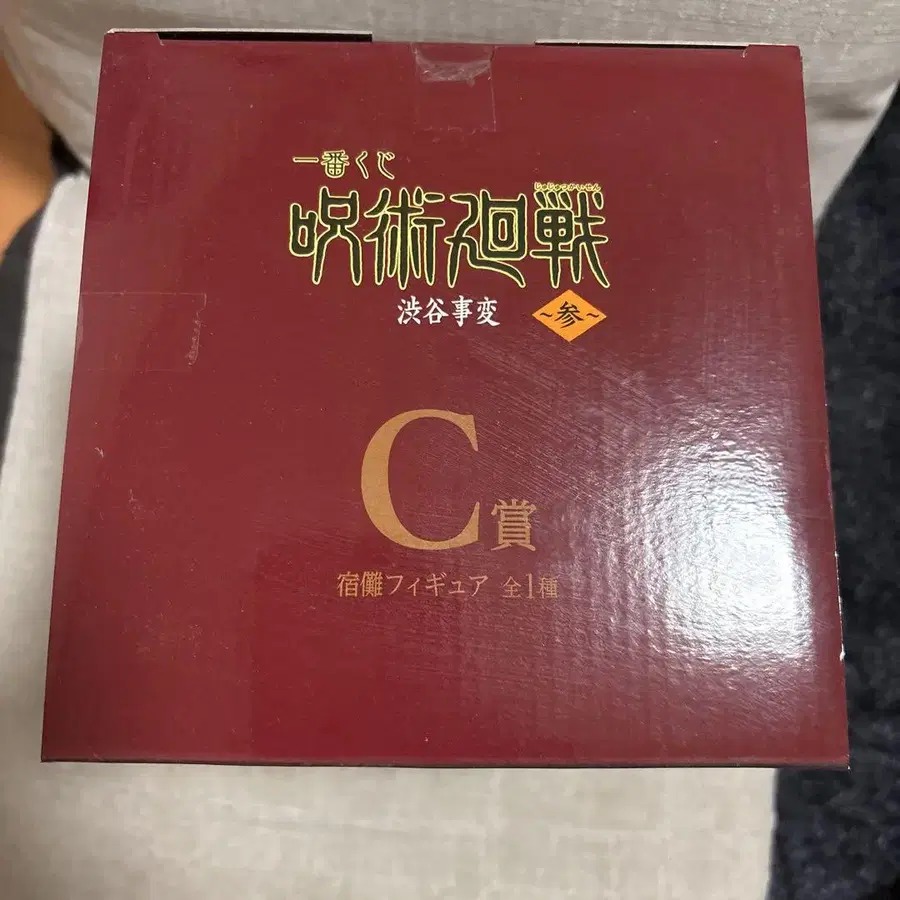 一番くじ
じゅじゅつかいせん
呪術廻戦
渋谷事変 ～参～
C賞
宿儺フィギュア 全1種